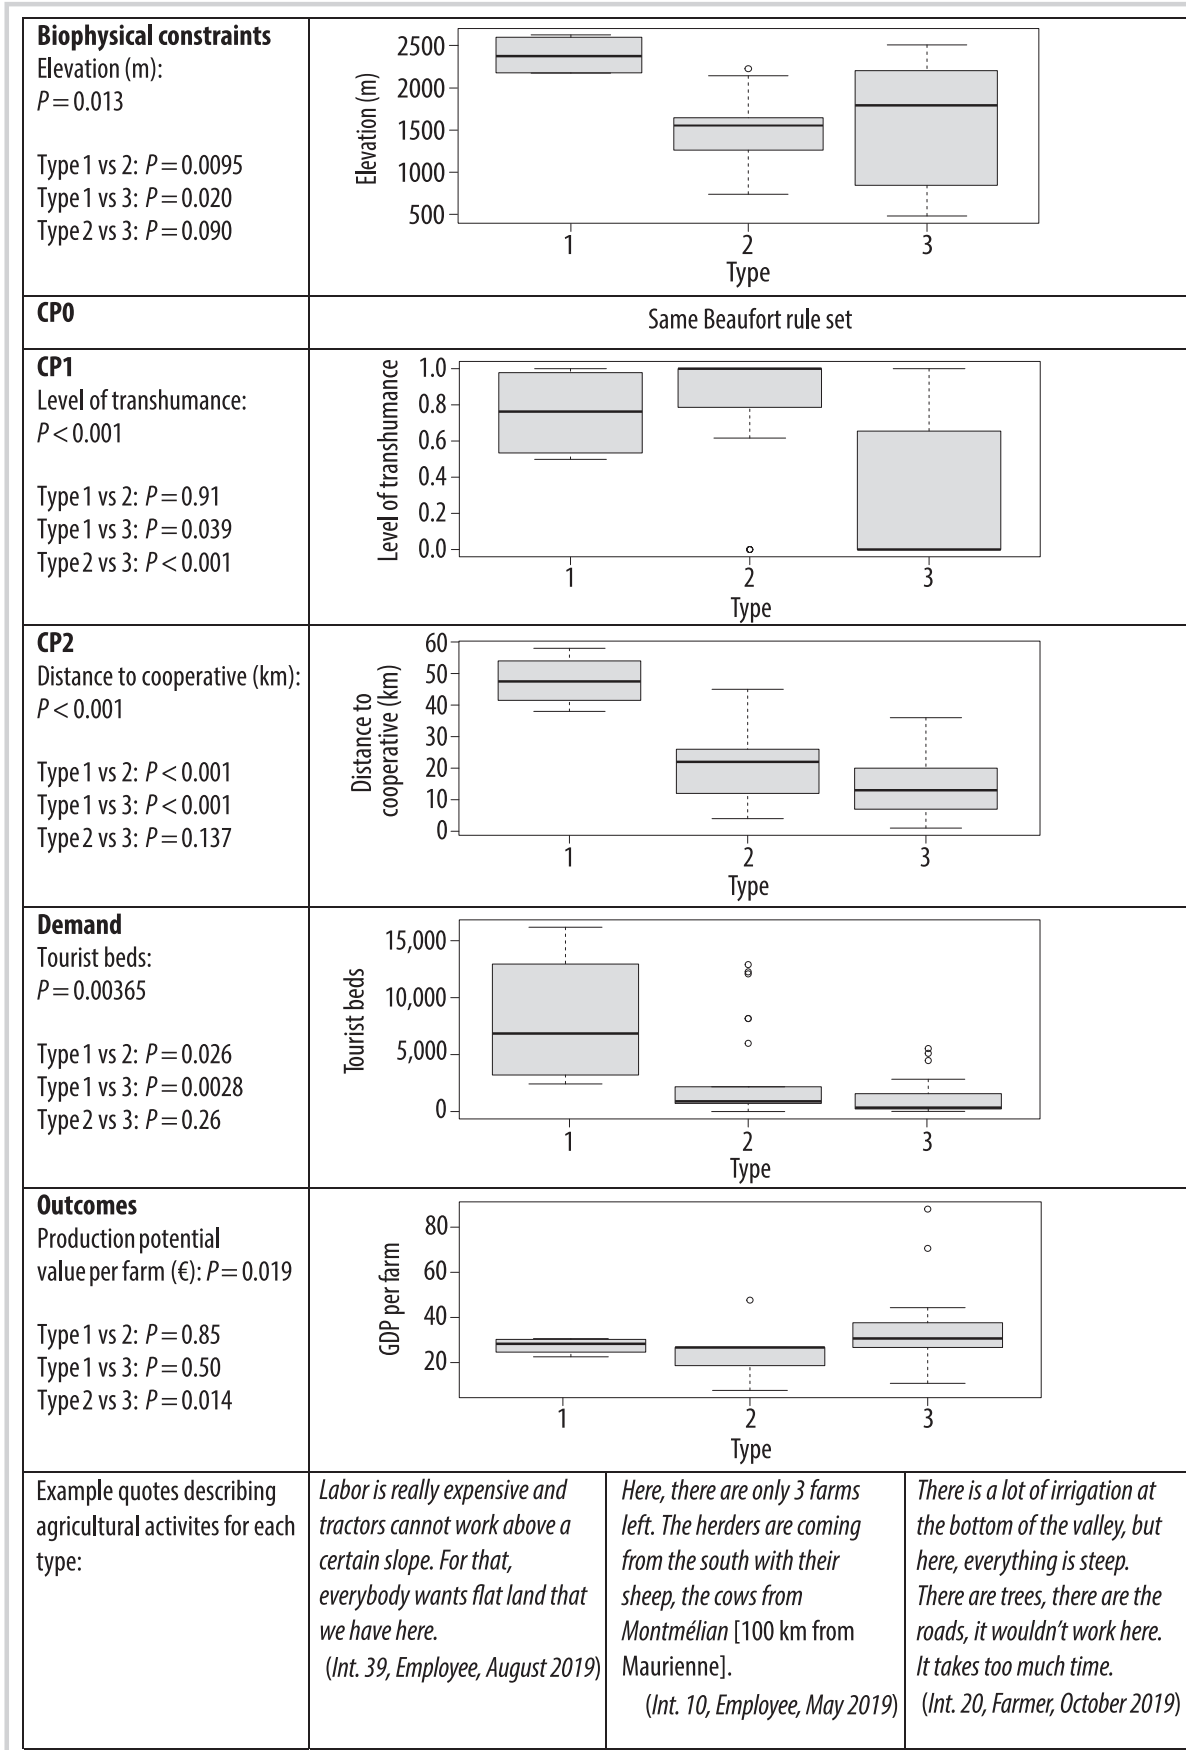 Biophysical constraints
Elevation (m):
P = 0.013
Type 1 vs 2: P = 0.0095
Type 1 vs 3: P = 0.020
Type 2 vs 3: P = 0.090
Elevation (m)
2500
2000
1500
1000
500
1
2
3
Type
CP0
Same Beaufort rule set
CP1
Level of transhumance:
P < 0.001
Type 1 vs 2: P = 0.91
Type 1 vs 3: P = 0.039
Type 2 vs 3: P < 0.001
Level of transhumance
1.0
0.8
0.6
0.4
0.2
0.0
1
2
3
Type
CP2
Distance to cooperative (km):
P < 0.001
Type 1 vs 2: P < 0.001
Type 1 vs 3: P < 0.001
Type 2 vs 3: P = 0.137
Distance to
cooperative (km)
60
50
40
30
20
10
0
1
2
3
Type
Demand
Tourist beds:
P = 0.00365
Type 1 vs 2: P = 0.026
Type 1 vs 3: P = 0.0028
Type 2 vs 3: P = 0.26
Tourist beds
15,000
10,000
5,000
0
1
2
3
Type
Outcomes
Production potential
value per farm (€): P = 0.019
Type 1 vs 2: P = 0.85
Type 1 vs 3: P = 0.50
Type 2 vs 3: P = 0.014
GDP per farm
80
60
40
20
1
2
3
Type
Example quotes describing
agricultural activites for each
type:
Labor is really expensive and
tractors cannot work above a
certain slope. For that,
everybody wants flat land that
we have here.
(Int. 39, Employee, August 2019)
Here, there are only 3 farms
left. The herders are coming
from the south with their
sheep, the cows from
Montmélian [100 km from
Maurienne].
(Int. 10, Employee, May 2019)
There is a lot of irrigation at
the bottom of the valley, but
here, everything is steep.
There are trees, there are the
roads, it wouldn't work here.
It takes too much time.
(Int. 20, Farmer, October 2019)